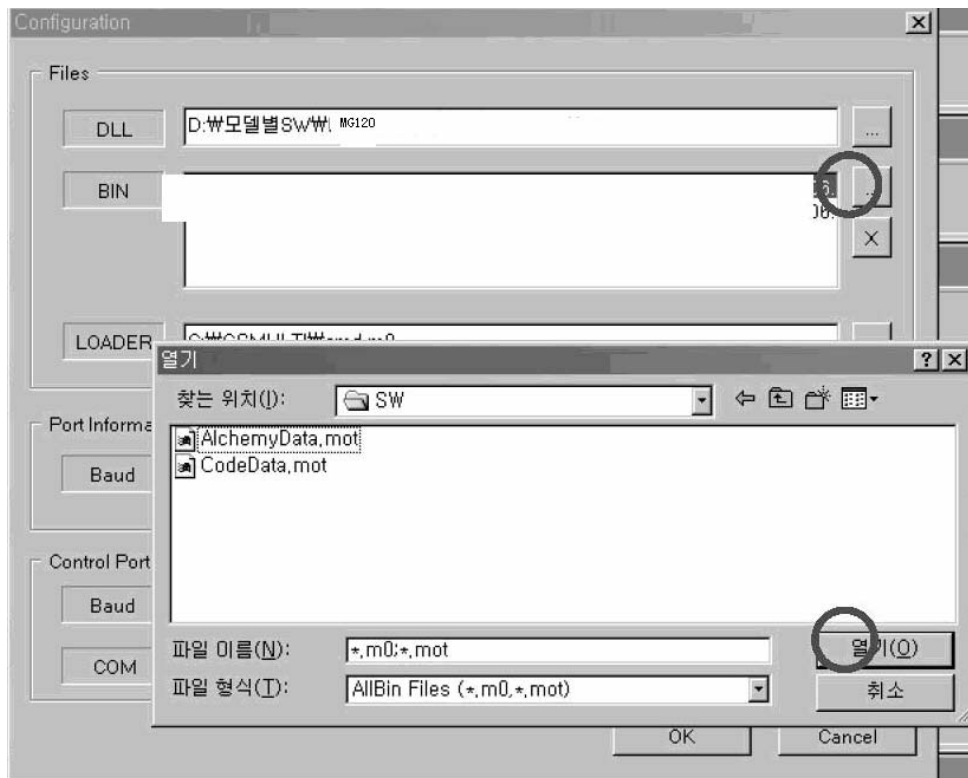 Configuration
Files
DLL
D:₩모델별SW₩ MG120
...
BIN
...
X
LOADER
열기
찾는 위치(I):
SW
AlchemyData.mot
CodeData.mot
Port Informa
Baud
Control Port
Baud
COM
파일 이름(N):
*.m0;*.mot
열기(O)
파일 형식(T):
AllBin Files (*.m0,*.mot)
취소
OK
Cancel